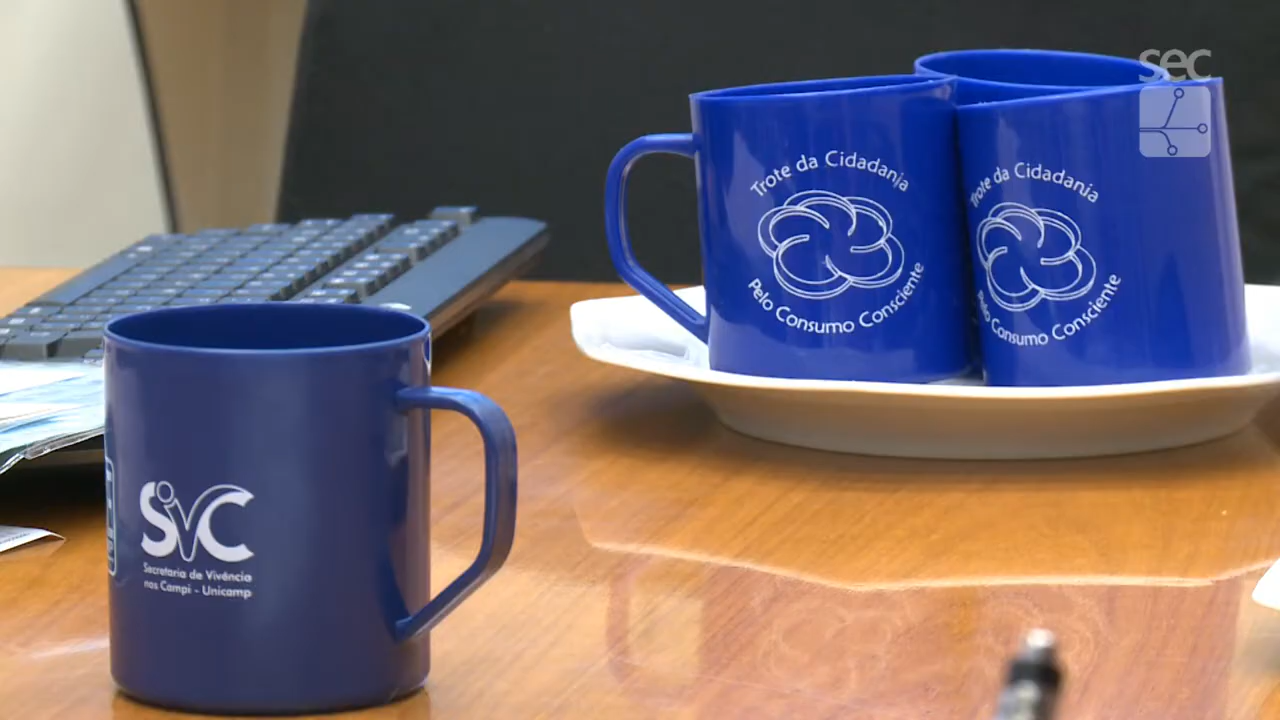 sec
Trote da Cidadania
Pelo Consumo Consciente
Trote da Cidadania
Pelo Consumo Consciente
SVC
Secretaria de Vivência
nos Campi - Unicamp